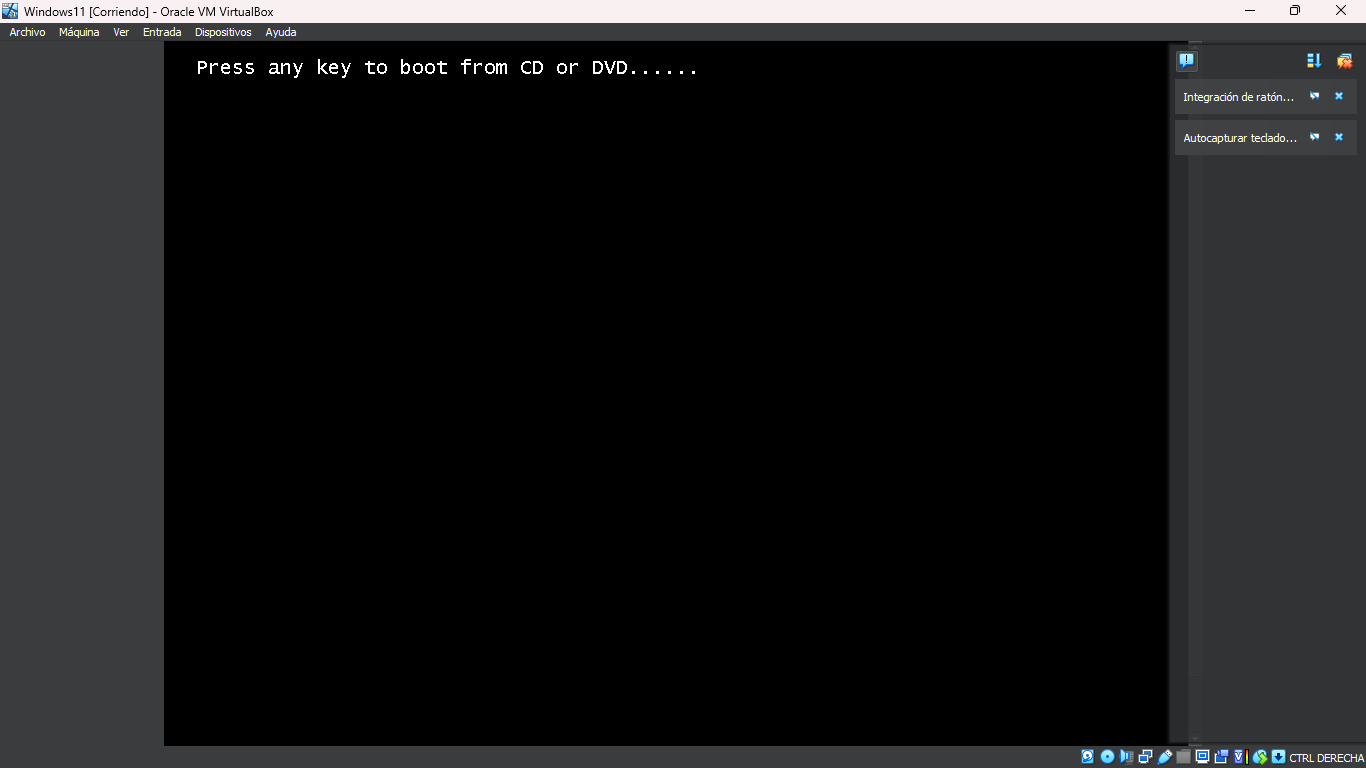 Windows11 [Corriendo] - Oracle VM VirtualBox
Archivo Máquina Ver Entrada Dispositivos Ayuda
Press any key to boot from CD or DVD......
Integración de ratón...
Autocapturar teclado...
CTRL DERECHA